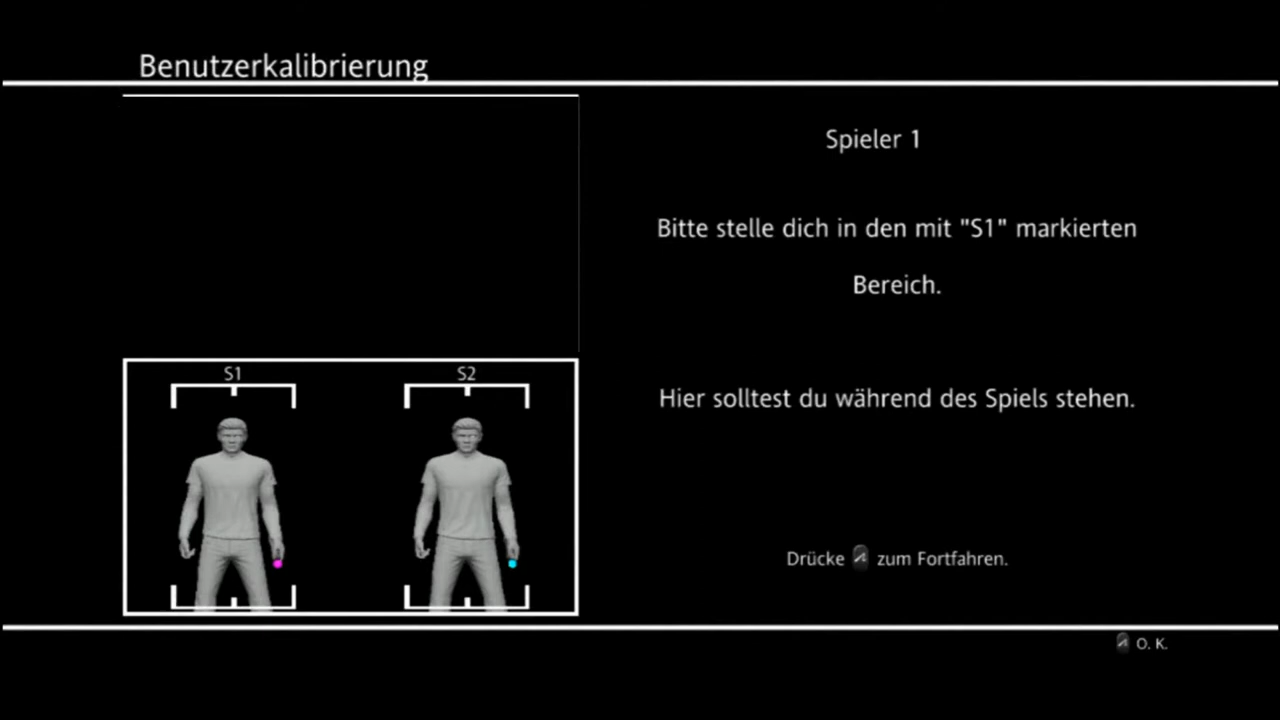 Benutzerkalibrierung
Spieler 1
Bitte stelle dich in den mit "S1" markierten
Bereich.
S1
S2
Hier solltest du während des Spiels stehen.
Drücke zum Fortfahren.
O. K.